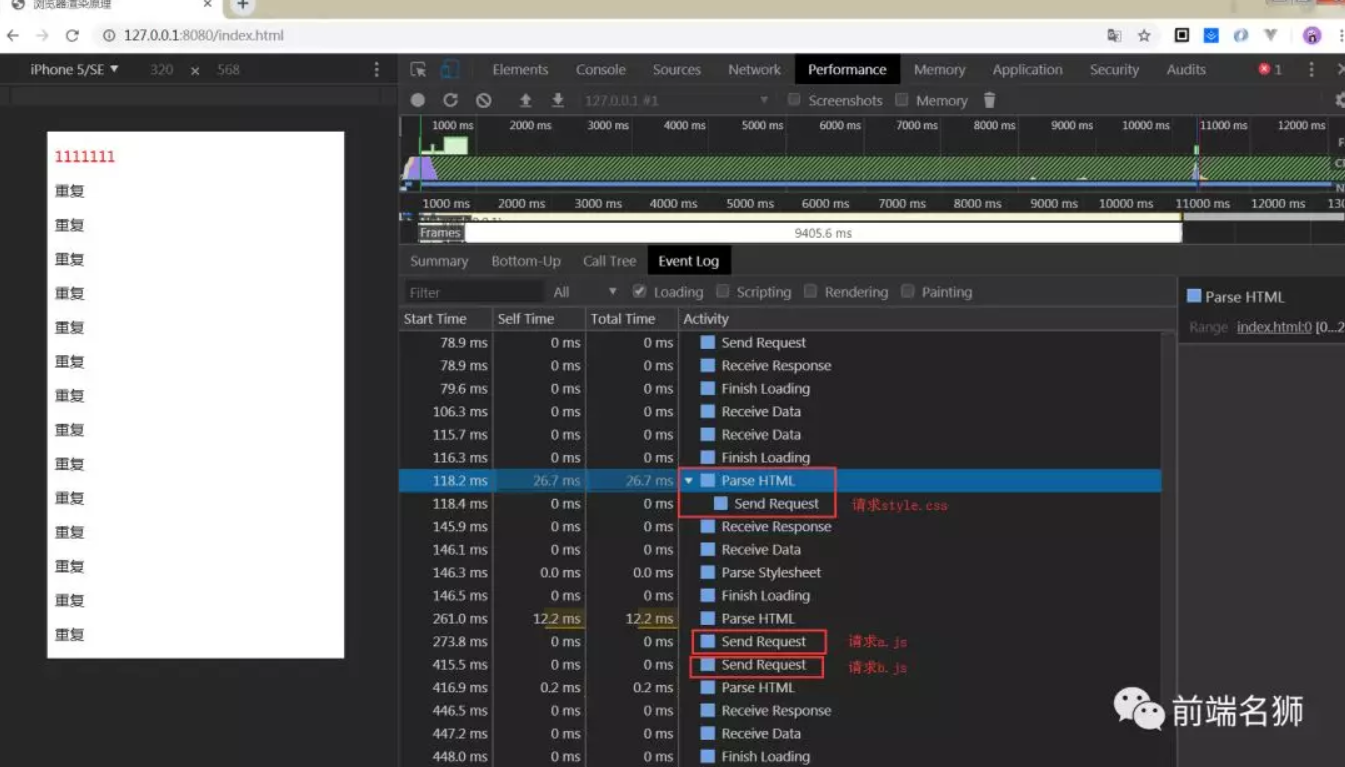 浏览器渲染原理
127.0.0.1:8080/index.html
iPhone 5/SE ▼ 320 × 568
Elements Console Sources Network Performance Memory Application Security Audits 1
127.0.0.1 #1 Screenshots Memory
1000 ms 2000 ms 3000 ms 4000 ms 5000 ms 6000 ms 7000 ms 8000 ms 9000 ms 10000 ms 11000 ms 12000 ms
1000 ms 2000 ms 3000 ms 4000 ms 5000 ms 6000 ms 7000 ms 8000 ms 9000 ms 10000 ms 11000 ms 12000 ms
Frames 9405.6 ms
1111111
重复
重复
重复
重复
重复
重复
重复
重复
重复
重复
重复
重复
重复
重复
Summary Bottom-Up Call Tree Event Log
Filter All Loading Scripting Rendering Painting
Start Time Self Time Total Time Activity
78.9 ms 0 ms 0 ms Send Request
78.9 ms 0 ms 0 ms Receive Response
79.6 ms 0 ms 0 ms Finish Loading
106.3 ms 0 ms 0 ms Receive Data
115.7 ms 0 ms 0 ms Receive Data
116.3 ms 0 ms 0 ms Finish Loading
118.2 ms 26.7 ms 26.7 ms Parse HTML
118.4 ms 0 ms 0 ms Send Request 请求style.css
145.9 ms 0 ms 0 ms Receive Response
146.1 ms 0 ms 0 ms Receive Data
146.3 ms 0.0 ms 0.0 ms Parse Stylesheet
146.5 ms 0 ms 0 ms Finish Loading
261.0 ms 12.2 ms 12.2 ms Parse HTML
273.8 ms 0 ms 0 ms Send Request 请求a.js
415.5 ms 0 ms 0 ms Send Request 请求b.js
416.9 ms 0.2 ms 0.2 ms Parse HTML
446.5 ms 0 ms 0 ms Receive Response
447.2 ms 0 ms 0 ms Receive Data
448.0 ms 0 ms 0 ms Finish Loading
Parse HTML
Range index.html:0 [0...2
前端名狮